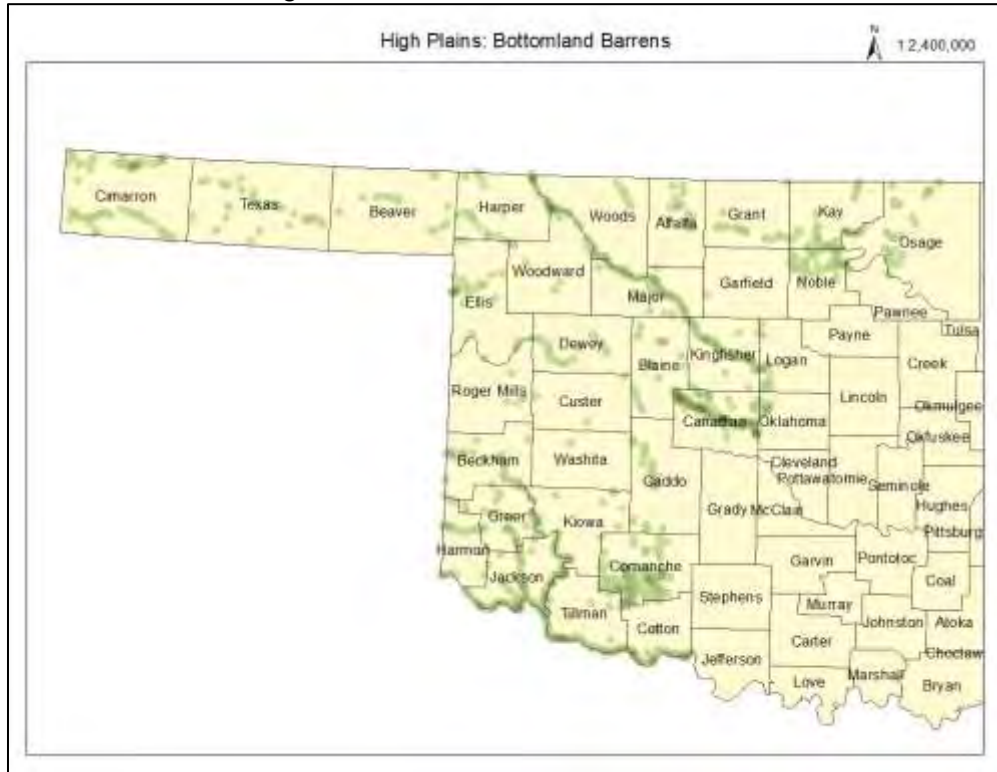 High Plains: Bottomland Barrens
N
1:2,400,000
Cimarron
Texas
Beaver
Harper
Woods
Alfalfa
Grant
Kay
Osage
Woodward
Ellis
Major
Garfield
Noble
Pawnee
Tulsa
Dewey
Blaine
Kingfisher
Logan
Payne
Creek
Roger Mills
Custer
Canadian
Oklahoma
Lincoln
Okmulgee
Okfuskee
Beckham
Washita
Caddo
Cleveland
Pottawatomie
Seminole
Hughes
Greer
Kiowa
Grady
McClain
Pittsburg
Harmon
Jackson
Comanche
Garvin
Pontotoc
Coal
Tillman
Stephens
Murray
Johnston
Atoka
Cotton
Carter
Choctaw
Jefferson
Love
Marshall
Bryan